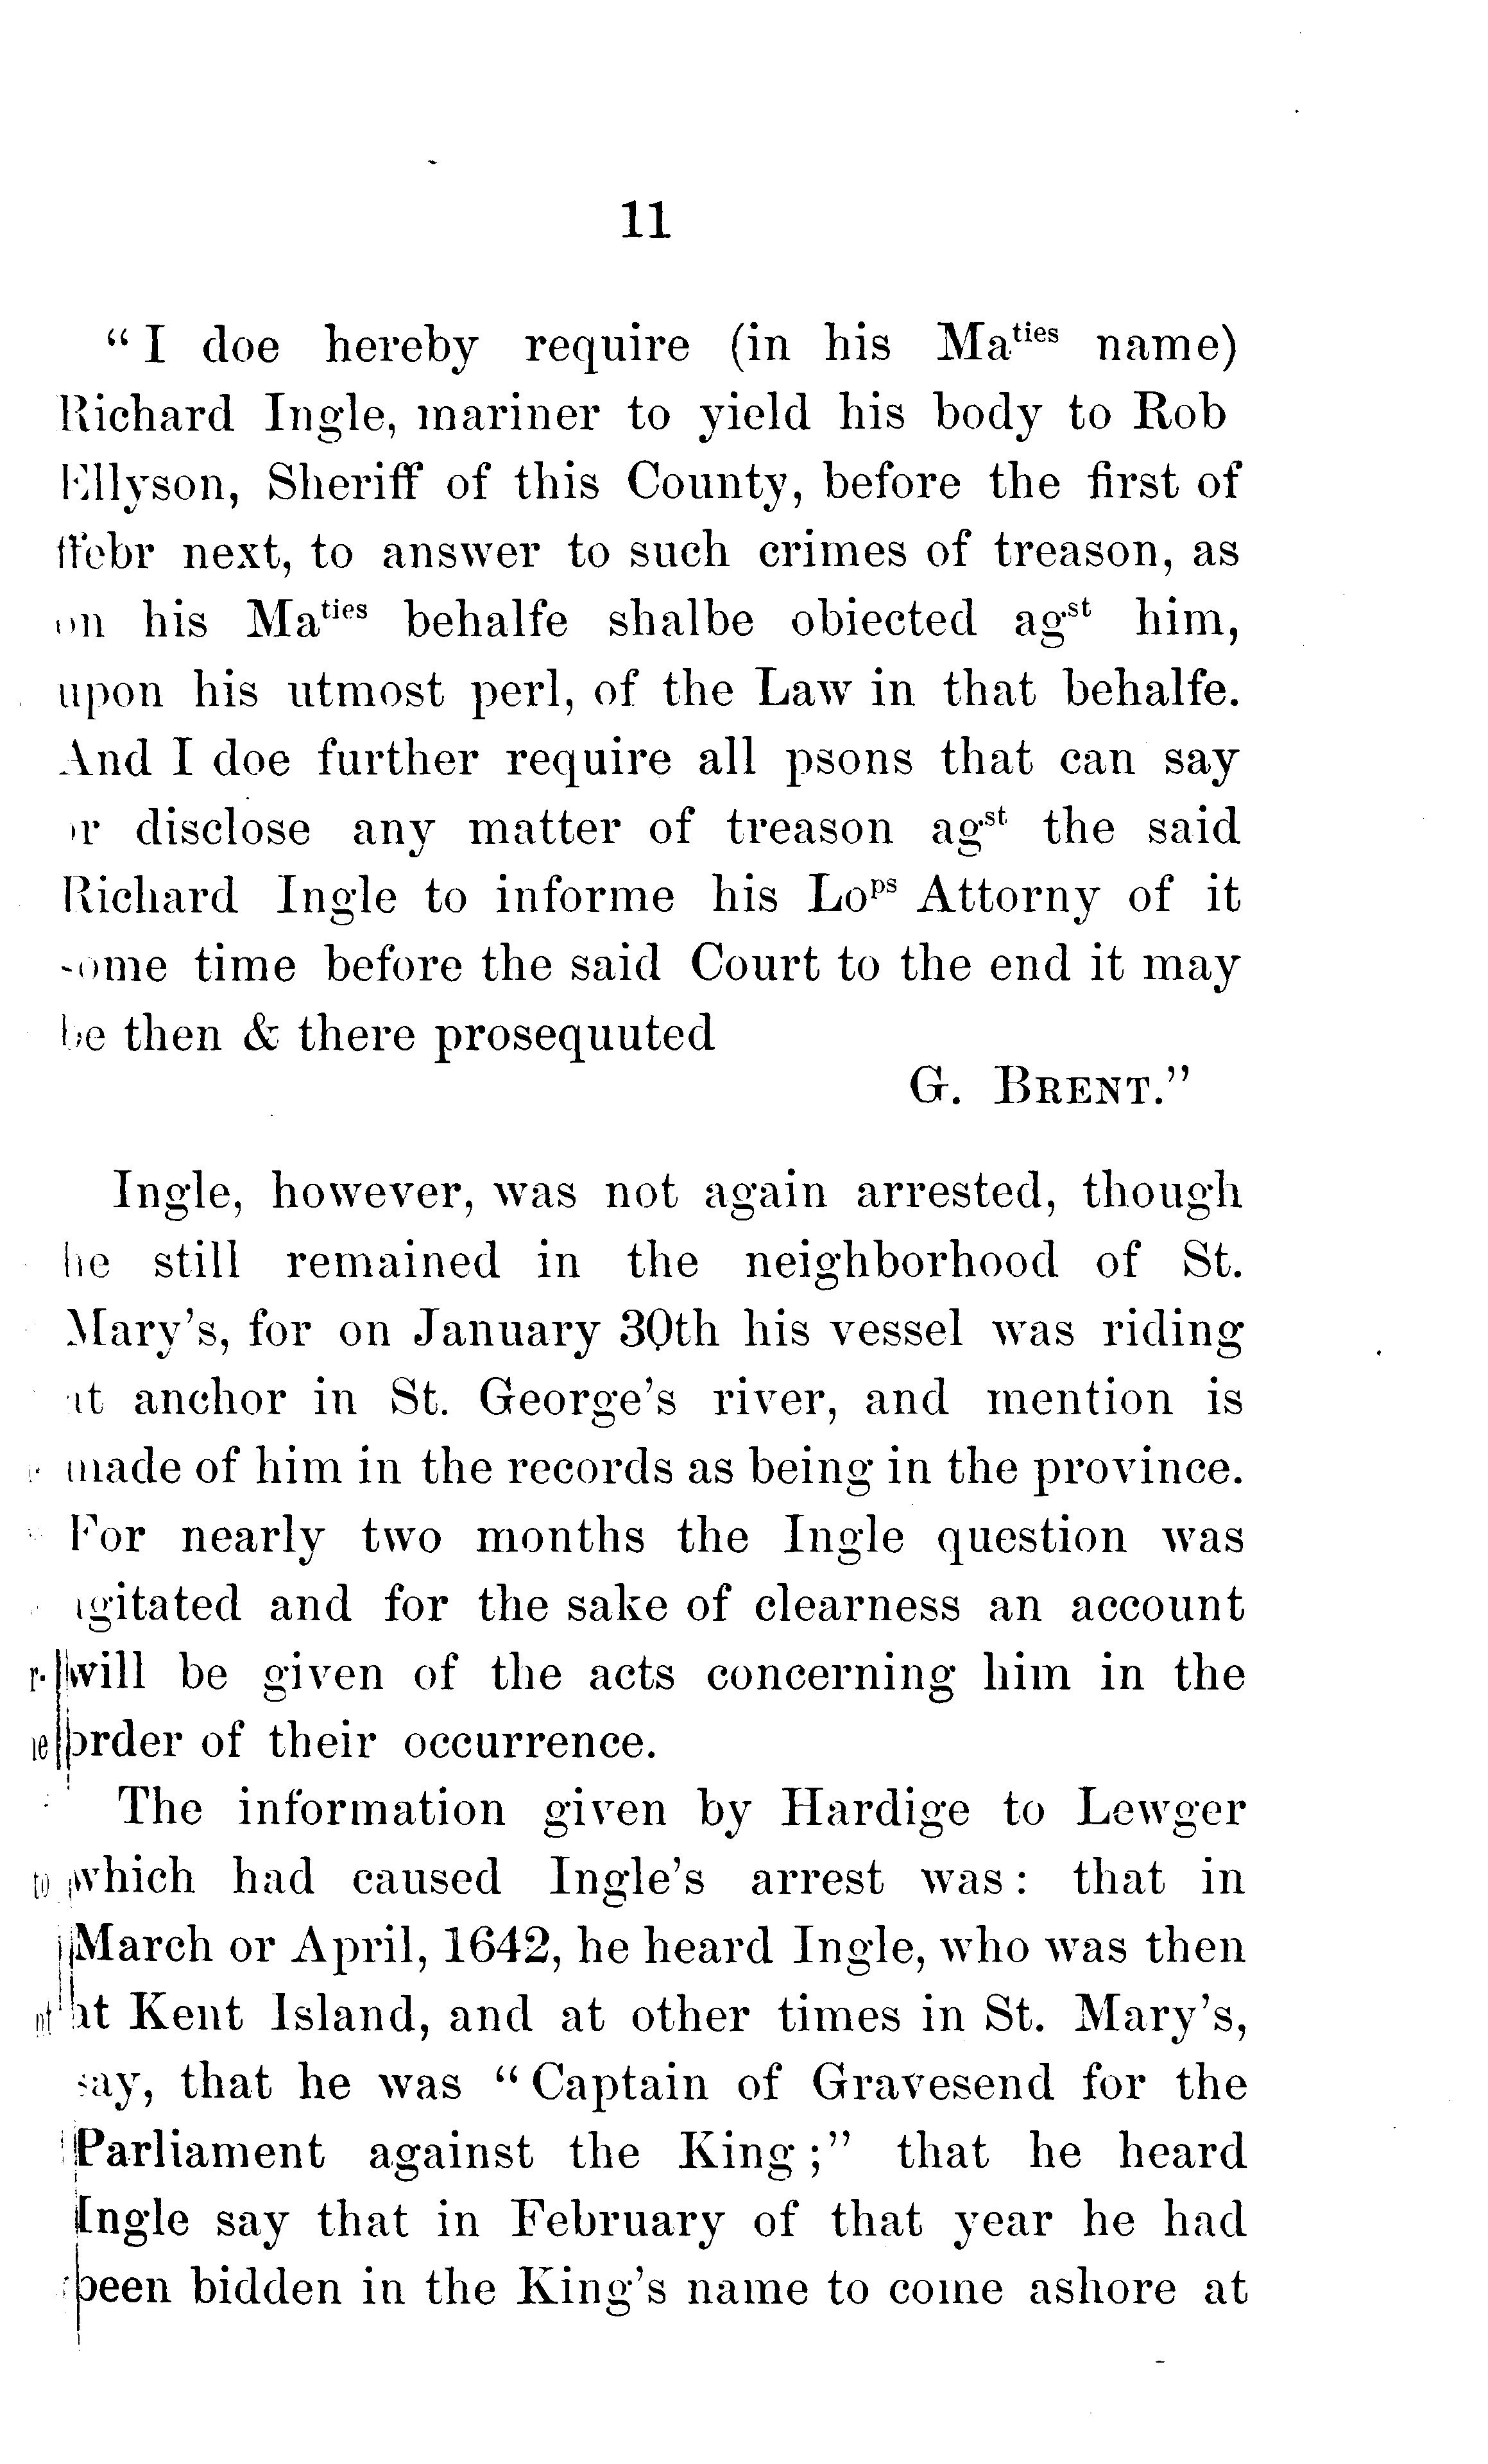 11
“ I doe hereby require (in his Maties name)
Richard Ingle, mariner to yield his body to Rob
Ellyson, Sheriff of this County, before the first of
ffebr next, to answer to such crimes of treason, as
on his Maties behalfe shalbe obiected agst him,
upon his utmost perl, of the Law in that behalfe.
And I doe further require all psons that can say
or disclose any matter of treason agst the said
Richard Ingle to informe his Lops Attorny of it
some time before the said Court to the end it may
be then & there prosequuted
G. BRENT.”
Ingle, however, was not again arrested, though
he still remained in the neighborhood of St.
Mary's, for on January 30th his vessel was riding
at anchor in St. George's river, and mention is
made of him in the records as being in the province.
For nearly two months the Ingle question was
agitated and for the sake of clearness an account
will be given of the acts concerning him in the
order of their occurrence.
The information given by Hardige to Lewger
which had caused Ingle's arrest was: that in
March or April, 1642, he heard Ingle, who was then
at Kent Island, and at other times in St. Mary's,
say, that he was “ Captain of Gravesend for the
Parliament against the King ;” that he heard
Ingle say that in February of that year he had
been bidden in the King's name to come ashore at